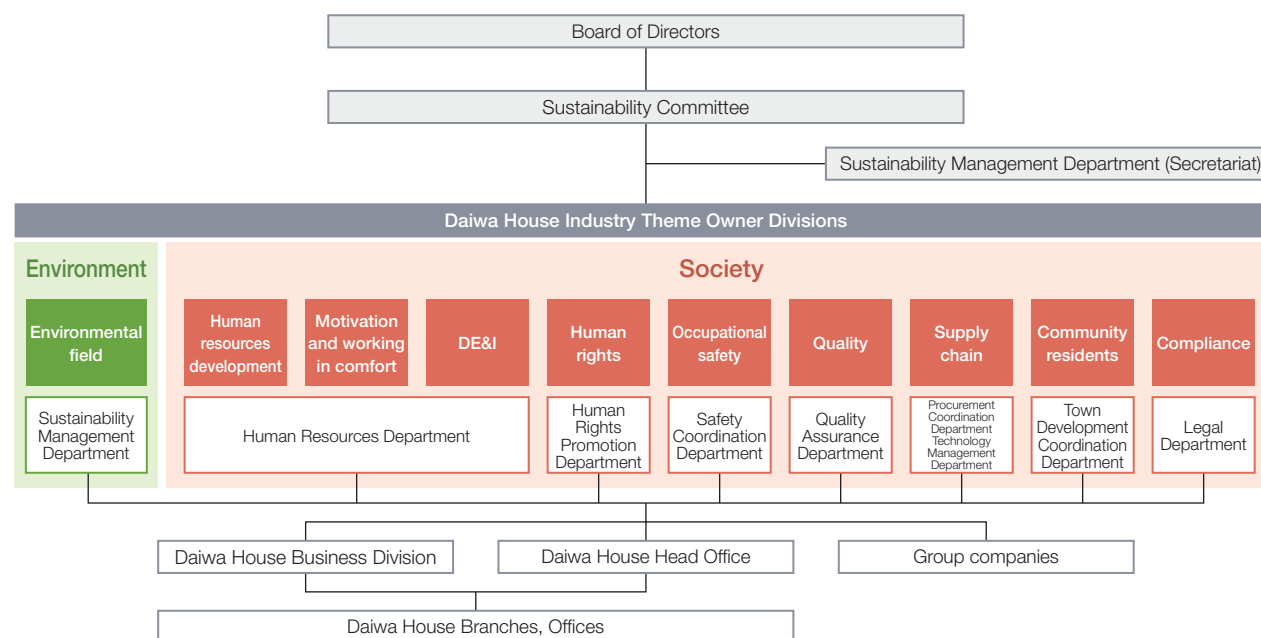 Board of Directors
Sustainability Committee
Sustainability Management Department (Secretariat)
Daiwa House Industry Theme Owner Divisions
Environment
Society
Environmental
field
Human
resources
development
Motivation
and working
in comfort
DE&I
Human
rights
Occupational
safety
Quality
Supply
chain
Community
residents
Compliance
Sustainability
Management
Department
Human Resources Department
Human
Rights
Promotion
Department
Safety
Coordination
Department
Quality
Assurance
Department
Procurement
Coordination
Department
Technology
Management
Department
Town
Development
Coordination
Department
Legal
Department
Daiwa House Business Division
Daiwa House Head Office
Group companies
Daiwa House Branches, Offices